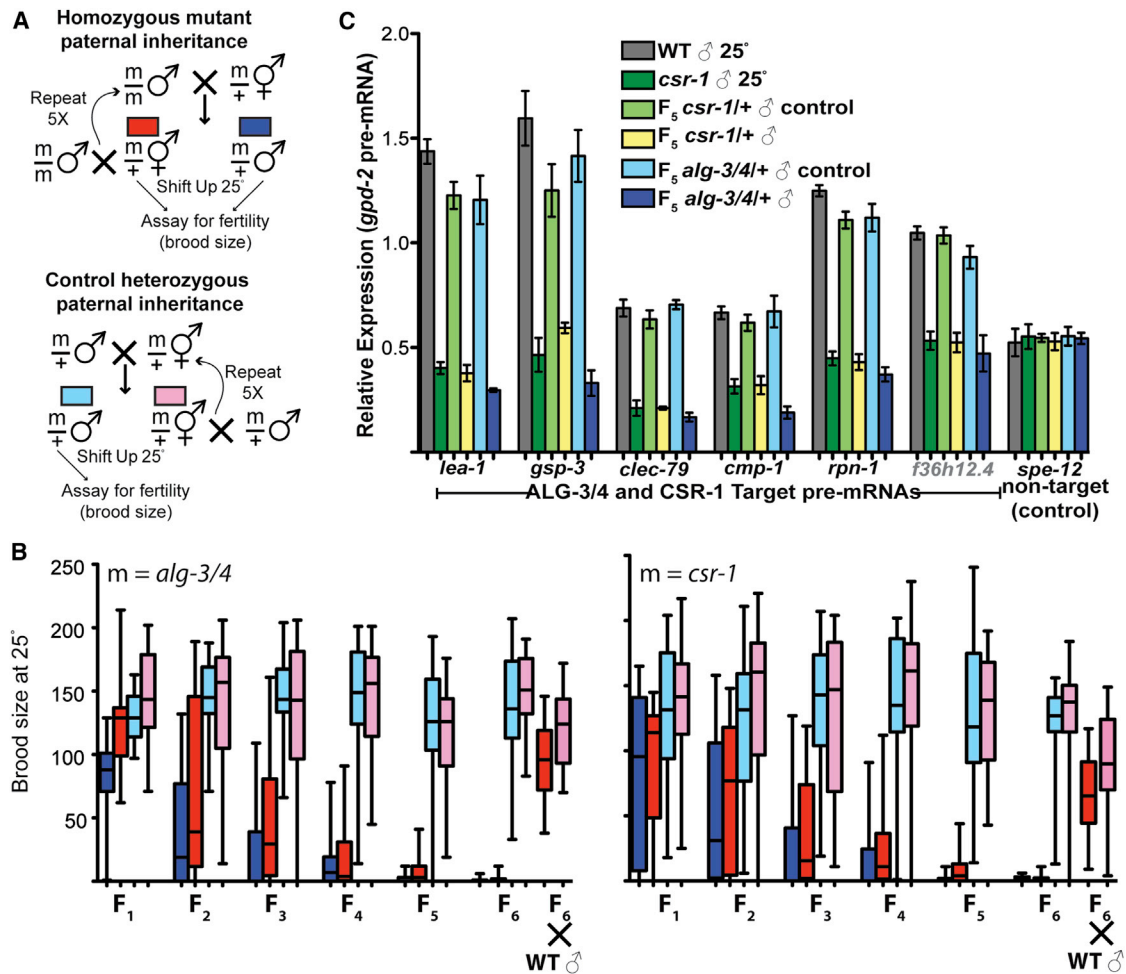 A
Homozygous mutant
paternal inheritance
m
m
m
+
Repeat
5X
m
m
m
+
m
+
Shift Up 25°
Assay for fertility
(brood size)
Control heterozygous
paternal inheritance
m
+
m
+
Repeat
5X
m
+
m
+
m
+
Shift Up 25°
Assay for fertility
(brood size)
C
Relative Expression (gpd-2 pre-mRNA)
2.0
1.5
1.0
0.5
WT ♂ 25°
csr-1 ♂ 25°
F5 csr-1/+ ♂ control
F5 csr-1/+ ♂
F5 alg-3/4/+ ♂ control
F5 alg-3/4/+ ♂
lea-1 gsp-3 clec-79 cmp-1 rpn-1 f36h12.4 spe-12
ALG-3/4 and CSR-1 Target pre-mRNAs
non-target
(control)
B
Brood size at 25°
250
200
150
100
50
m = alg-3/4
F1 F2 F3 F4 F5 F6 F6
WT ♂
m = csr-1
F1 F2 F3 F4 F5 F6 F6
WT ♂